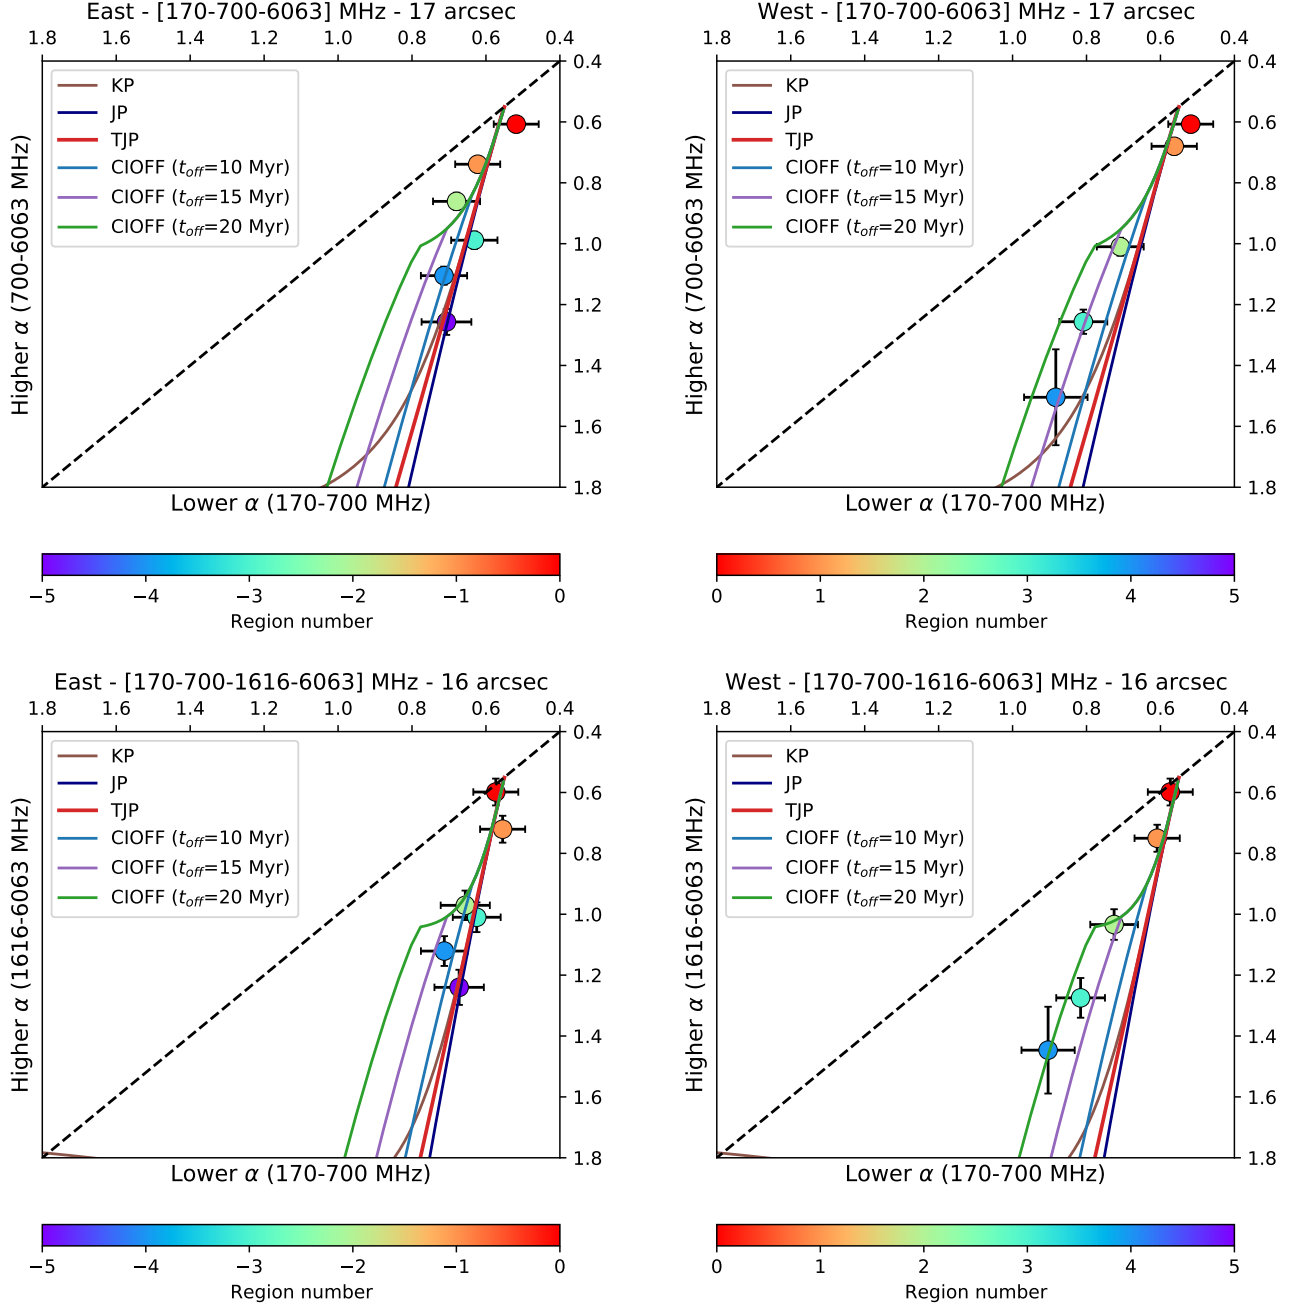 East - [170-700-6063] MHz - 17 arcsec
1.8 1.6 1.4 1.2 1.0 0.8 0.6 0.4
0.4
0.6
0.8
1.0
1.2
1.4
1.6
1.8
KP
JP
TJP
CIOFF (t_off=10 Myr)
CIOFF (t_off=15 Myr)
CIOFF (t_off=20 Myr)
Higher α (700-6063 MHz)
Lower α (170-700 MHz)
−5 −4 −3 −2 −1 0
Region number
West - [170-700-6063] MHz - 17 arcsec
1.8 1.6 1.4 1.2 1.0 0.8 0.6 0.4
0.4
0.6
0.8
1.0
1.2
1.4
1.6
1.8
KP
JP
TJP
CIOFF (t_off=10 Myr)
CIOFF (t_off=15 Myr)
CIOFF (t_off=20 Myr)
Higher α (700-6063 MHz)
Lower α (170-700 MHz)
0 1 2 3 4 5
Region number
East - [170-700-1616-6063] MHz - 16 arcsec
1.8 1.6 1.4 1.2 1.0 0.8 0.6 0.4
0.4
0.6
0.8
1.0
1.2
1.4
1.6
1.8
KP
JP
TJP
CIOFF (t_off=10 Myr)
CIOFF (t_off=15 Myr)
CIOFF (t_off=20 Myr)
Higher α (1616-6063 MHz)
Lower α (170-700 MHz)
−5 −4 −3 −2 −1 0
Region number
West - [170-700-1616-6063] MHz - 16 arcsec
1.8 1.6 1.4 1.2 1.0 0.8 0.6 0.4
0.4
0.6
0.8
1.0
1.2
1.4
1.6
1.8
KP
JP
TJP
CIOFF (t_off=10 Myr)
CIOFF (t_off=15 Myr)
CIOFF (t_off=20 Myr)
Higher α (1616-6063 MHz)
Lower α (170-700 MHz)
0 1 2 3 4 5
Region number